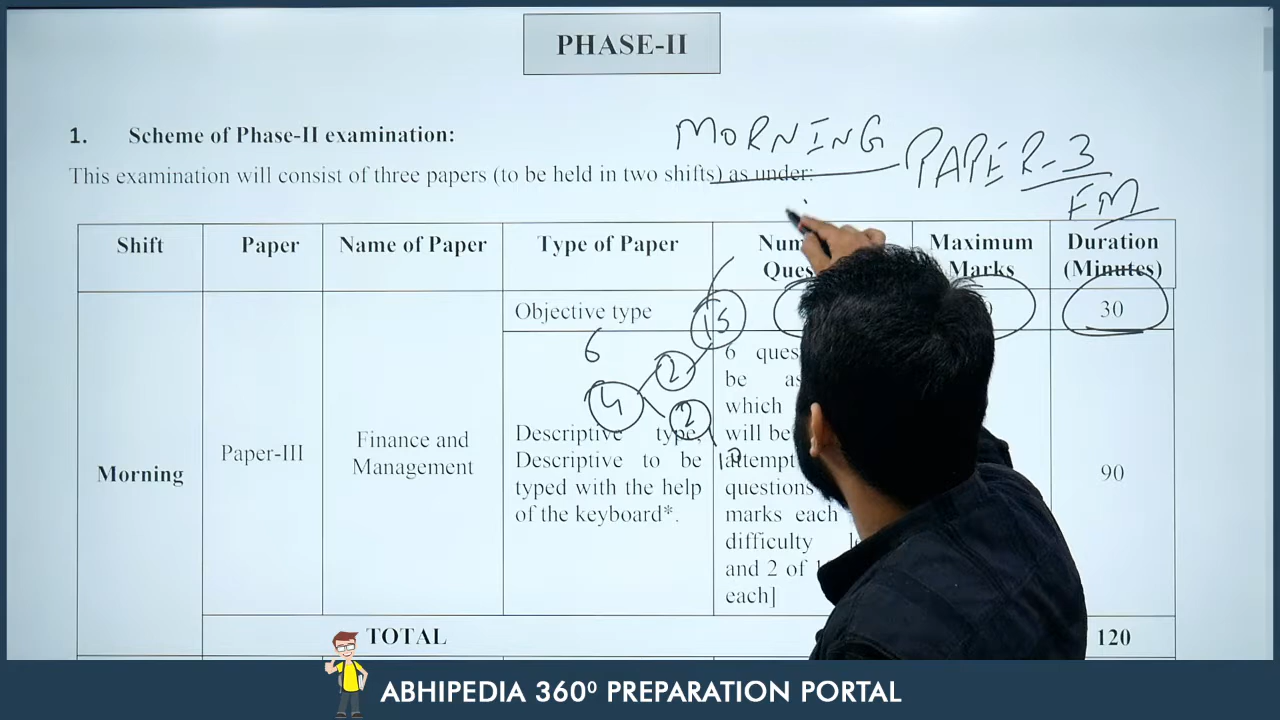 PHASE-II
1. Scheme of Phase-II examination:
MORNING
This examination will consist of three papers (to be held in two shifts) as under:
PAPER-3
FM
Shift
Paper
Name of Paper
Type of Paper
Maximum
Marks
Duration
(Minutes)
Morning
Paper-III
Finance and
Management
Objective type
15
30
6
2
4
2
Descriptive type,
Descriptive to be
typed with the help
of the keyboard*.
6
be
which
will be
attempt
questions
marks each
difficulty
and 2 of
each]
90
TOTAL
120
ABHIPEDIA 360⁰ PREPARATION PORTAL